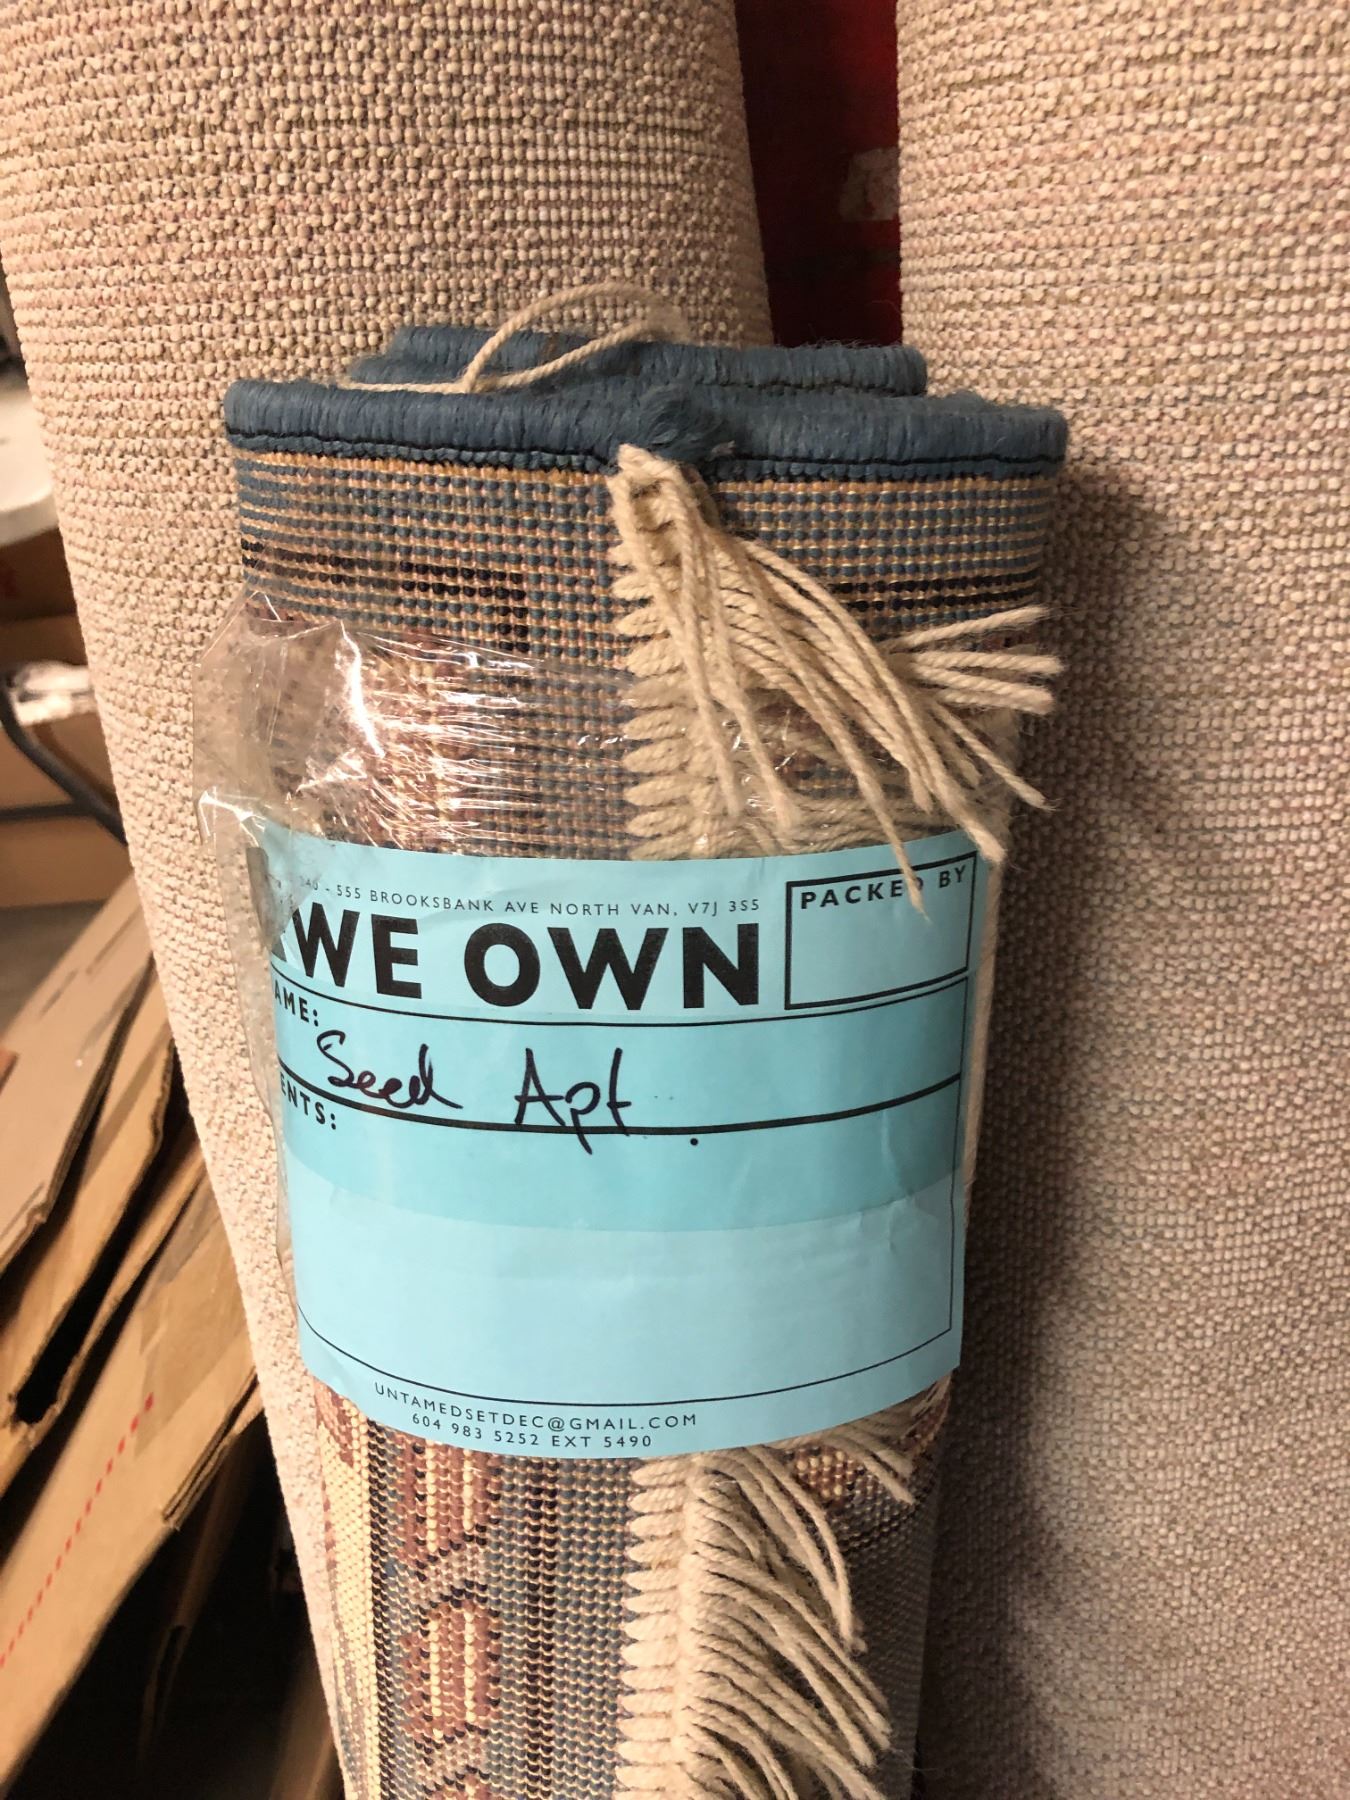 340 - 555 BROOKSBANK AVE NORTH VAN, V7J 3S5
WE OWN
PACKED BY
AME:
Seed Apt.
ENTS:
UNTAMEDSETDEC@GMAIL.COM
604 983 5252 EXT 5490